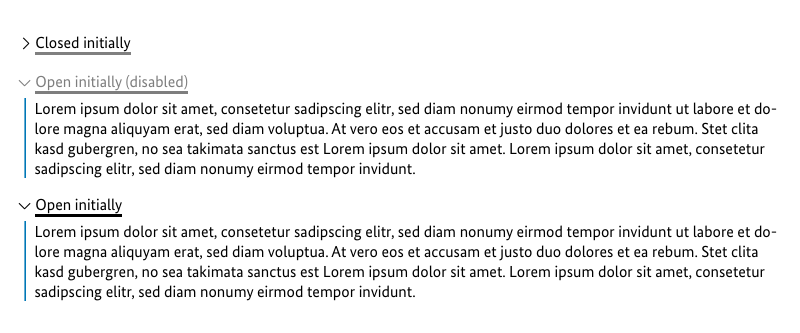 Closed initially
Open initially (disabled)
Lorem ipsum dolor sit amet, consetetur sadipscing elitr, sed diam nonumy eirmod tempor invidunt ut labore et do-
lore magna aliquyam erat, sed diam voluptua. At vero eos et accusam et justo duo dolores et ea rebum. Stet clita
kasd gubergren, no sea takimata sanctus est Lorem ipsum dolor sit amet. Lorem ipsum dolor sit amet, consetetur
sadipscing elitr, sed diam nonumy eirmod tempor invidunt.
Open initially
Lorem ipsum dolor sit amet, consetetur sadipscing elitr, sed diam nonumy eirmod tempor invidunt ut labore et do-
lore magna aliquyam erat, sed diam voluptua. At vero eos et accusam et justo duo dolores et ea rebum. Stet clita
kasd gubergren, no sea takimata sanctus est Lorem ipsum dolor sit amet. Lorem ipsum dolor sit amet, consetetur
sadipscing elitr, sed diam nonumy eirmod tempor invidunt.